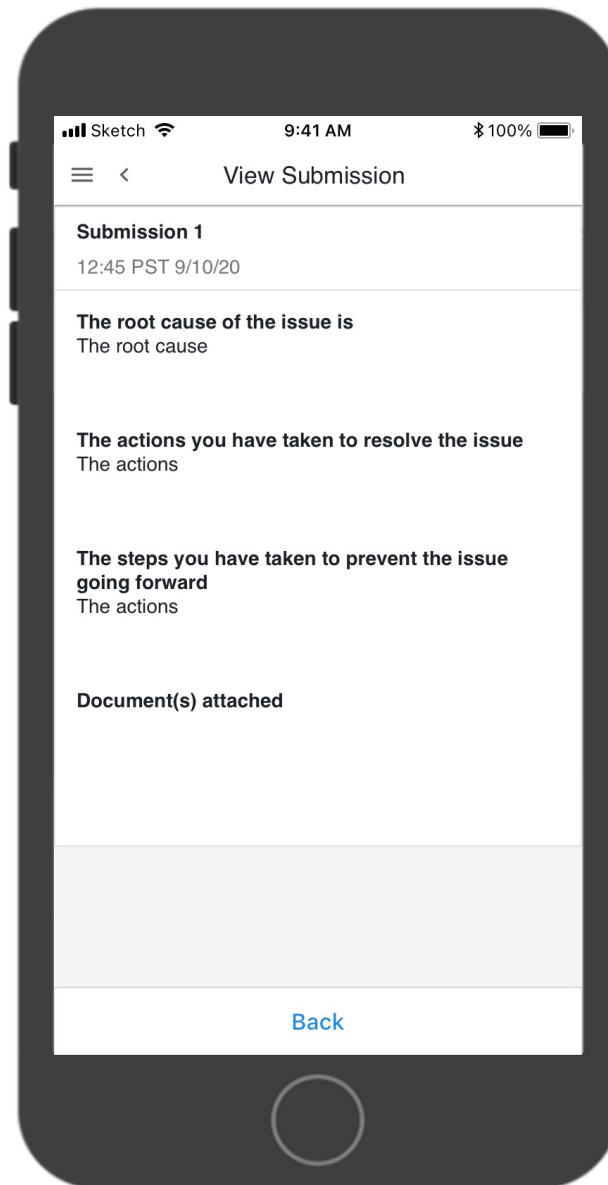 Sketch 9:41 AM 100%
View Submission
Submission 1
12:45 PST 9/10/20
The root cause of the issue is
The root cause
The actions you have taken to resolve the issue
The actions
The steps you have taken to prevent the issue
going forward
The actions
Document(s) attached
Back